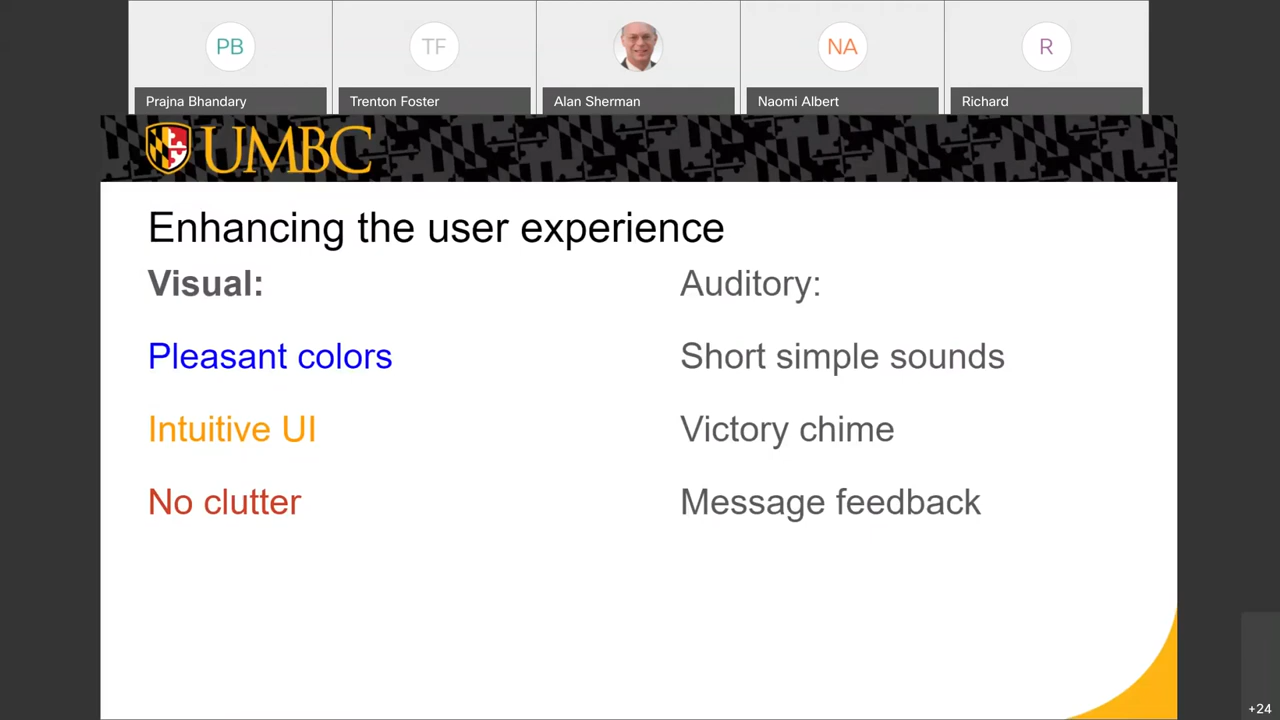 PB
TF
NA
R
Prajna Bhandary
Trenton Foster
Alan Sherman
Naomi Albert
Richard
UMBC
Enhancing the user experience
Visual:
Pleasant colors
Intuitive UI
No clutter
Auditory:
Short simple sounds
Victory chime
Message feedback
+24